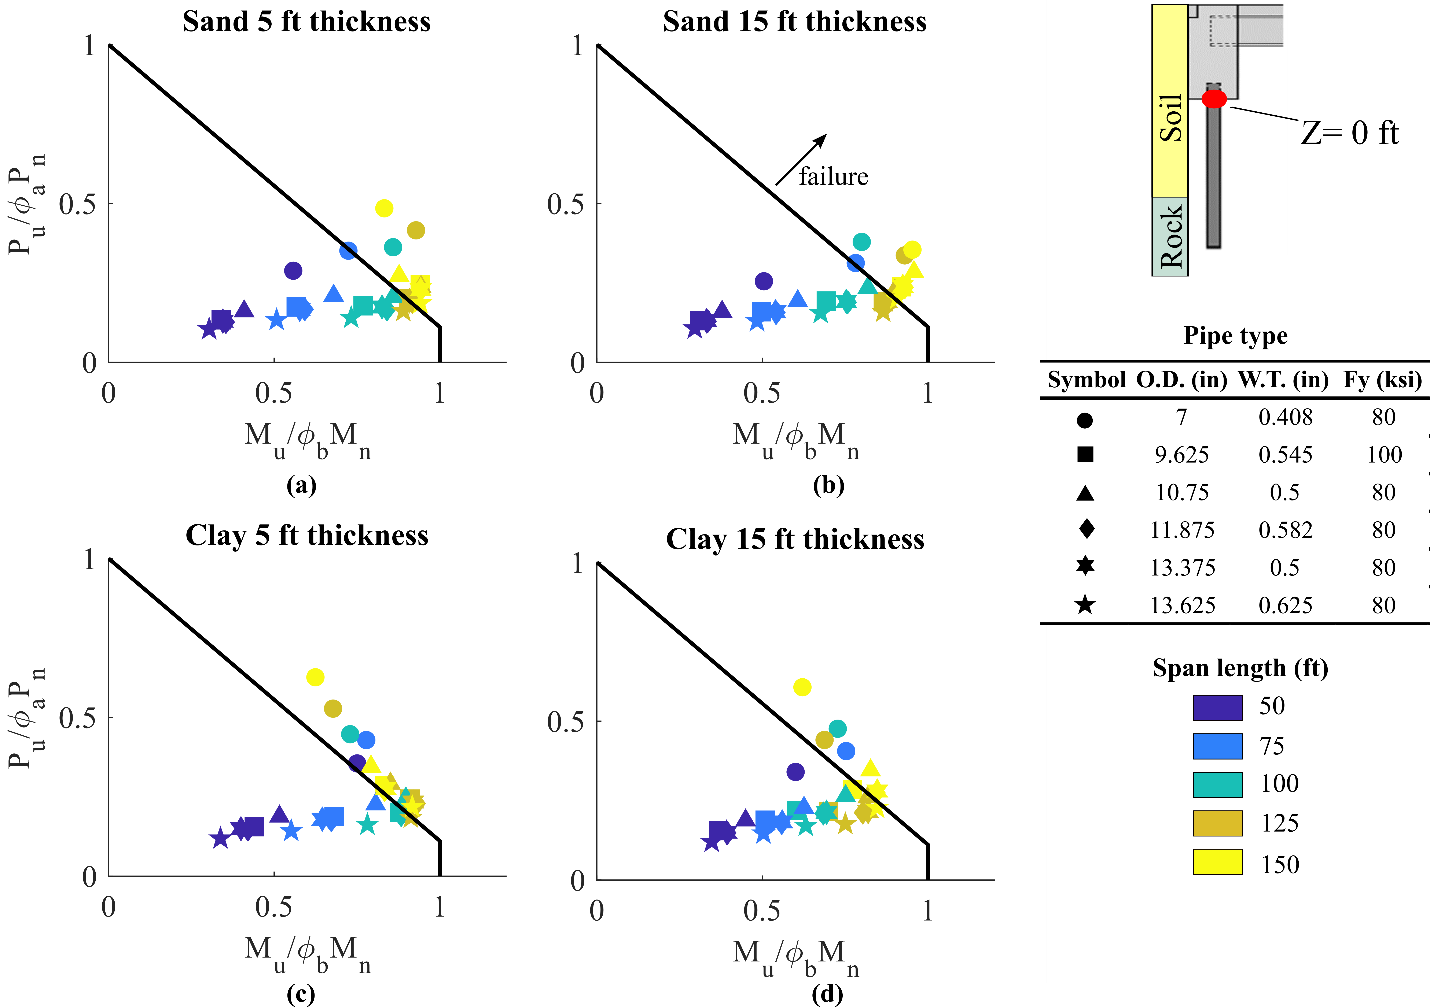 Sand 5 ft thickness
1
0.5
0
0
0.5
1
Pu/ϕaPn
Mu/ϕbMn
(a)
Sand 15 ft thickness
1
0.5
0
0
0.5
1
failure
Mu/ϕbMn
(b)
Soil
Rock
Z= 0 ft
Clay 5 ft thickness
1
0.5
0
0
0.5
1
Pu/ϕaPn
Mu/ϕbMn
(c)
Clay 15 ft thickness
1
0.5
0
0
0.5
1
Mu/ϕbMn
(d)
Pipe type
Symbol O.D. (in) W.T. (in) Fy (ksi)
7 0.408 80
9.625 0.545 100
10.75 0.5 80
11.875 0.582 80
13.375 0.5 80
13.625 0.625 80
Span length (ft)
50
75
100
125
150